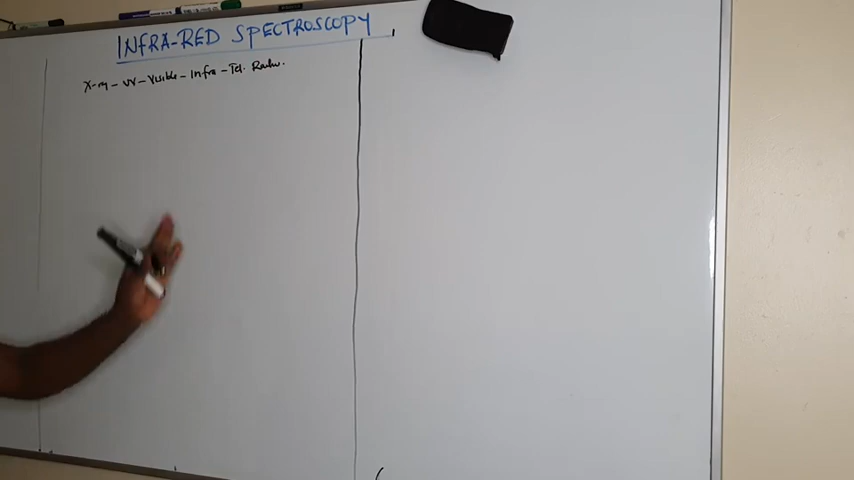 INFRA-RED SPECTROSCOPY
X-ray - UV - Visible - Infra - Tel. Radio.